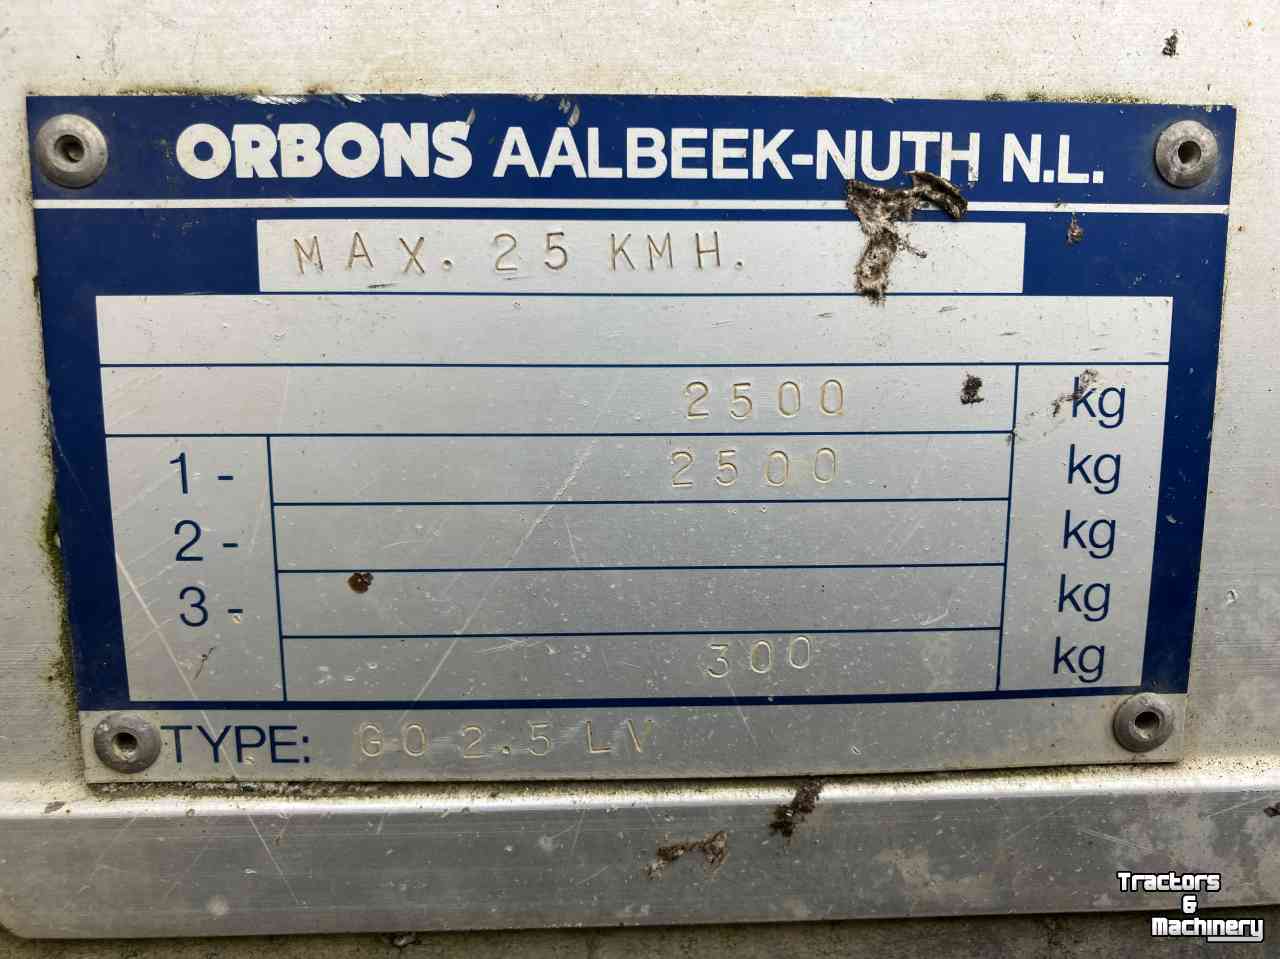 ORBONS AALBEEK-NUTH N.L.
MAX. 25 KMH.
2500 kg
1 - 2500 kg
2 - kg
3 - kg
300 kg
TYPE: GO 2.5 LV
Tractors
&
Machinery